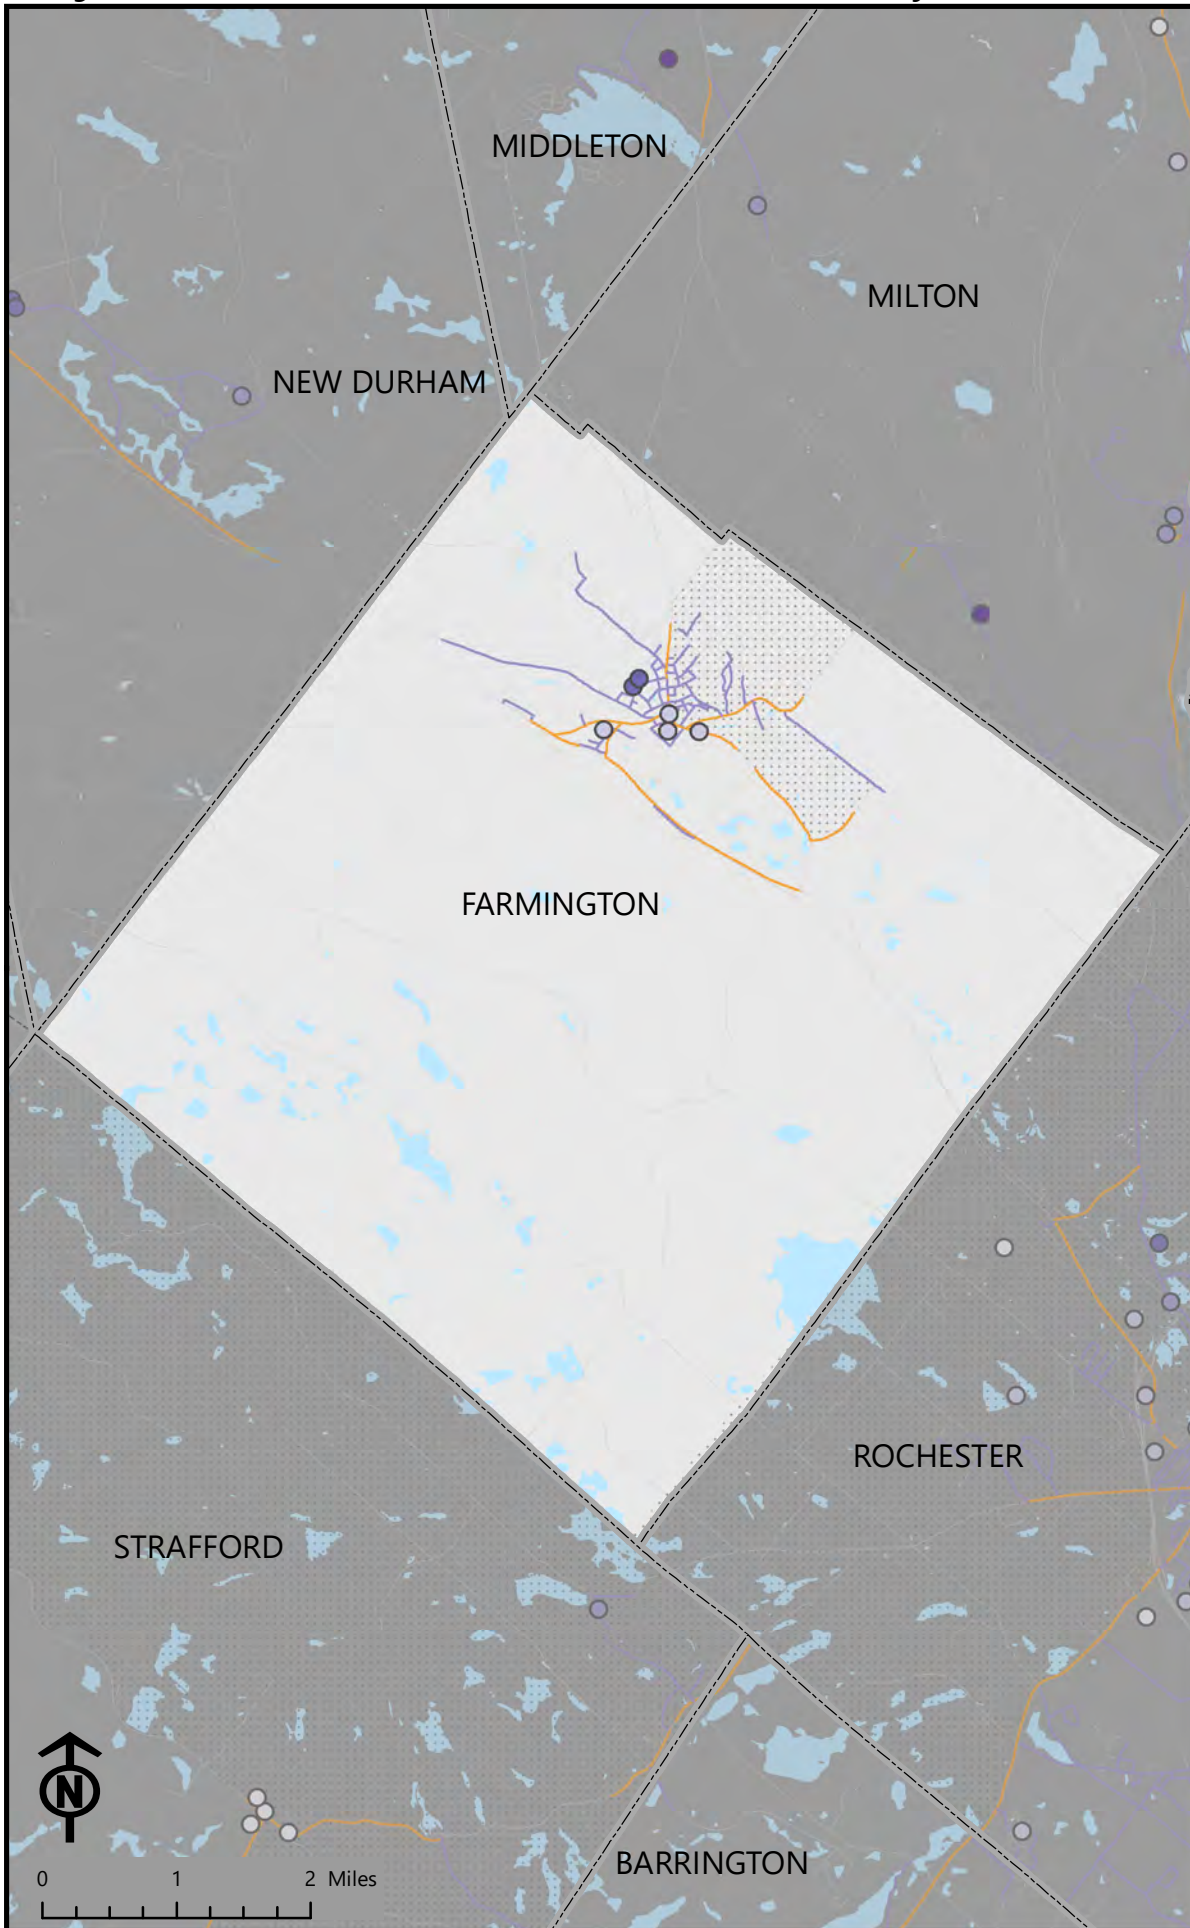 MIDDLETON
MILTON
NEW DURHAM
FARMINGTON
ROCHESTER
STRAFFORD
N
BARRINGTON
0 1 2 Miles